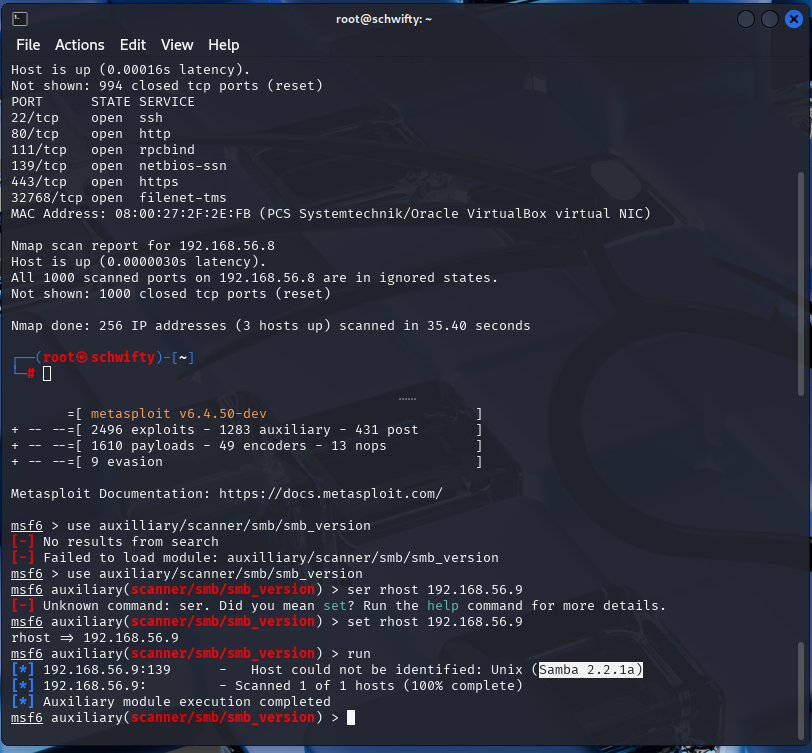 root@schwifty: ~
File Actions Edit View Help
Host is up (0.00016s latency).
Not shown: 994 closed tcp ports (reset)
PORT      STATE SERVICE
22/tcp    open  ssh
80/tcp    open  http
111/tcp   open  rpcbind
139/tcp   open  netbios-ssn
443/tcp   open  https
32768/tcp open  filenet-tms
MAC Address: 08:00:27:2F:2E:FB (PCS Systemtechnik/Oracle VirtualBox virtual NIC)
Nmap scan report for 192.168.56.8
Host is up (0.0000030s latency).
All 1000 scanned ports on 192.168.56.8 are in ignored states.
Not shown: 1000 closed tcp ports (reset)
Nmap done: 256 IP addresses (3 hosts up) scanned in 35.40 seconds
┌──(root㉿schwifty)-[~]
└─#
=[ metasploit v6.4.50-dev                          ]
+ -- --=[ 2496 exploits - 1283 auxiliary - 431 post       ]
+ -- --=[ 1610 payloads - 49 encoders - 13 nops           ]
+ -- --=[ 9 evasion                                       ]
Metasploit Documentation: https://docs.metasploit.com/
msf6 > use auxilliary/scanner/smb/smb_version
[-] No results from search
[-] Failed to load module: auxilliary/scanner/smb/smb_version
msf6 > use auxiliary/scanner/smb/smb_version
msf6 auxiliary(scanner/smb/smb_version) > ser rhost 192.168.56.9
[-] Unknown command: ser. Did you mean set? Run the help command for more details.
msf6 auxiliary(scanner/smb/smb_version) > set rhost 192.168.56.9
rhost => 192.168.56.9
msf6 auxiliary(scanner/smb/smb_version) > run
[*] 192.168.56.9:139      -   Host could not be identified: Unix (Samba 2.2.1a)
[*] 192.168.56.9:         - Scanned 1 of 1 hosts (100% complete)
[*] Auxiliary module execution completed
msf6 auxiliary(scanner/smb/smb_version) >